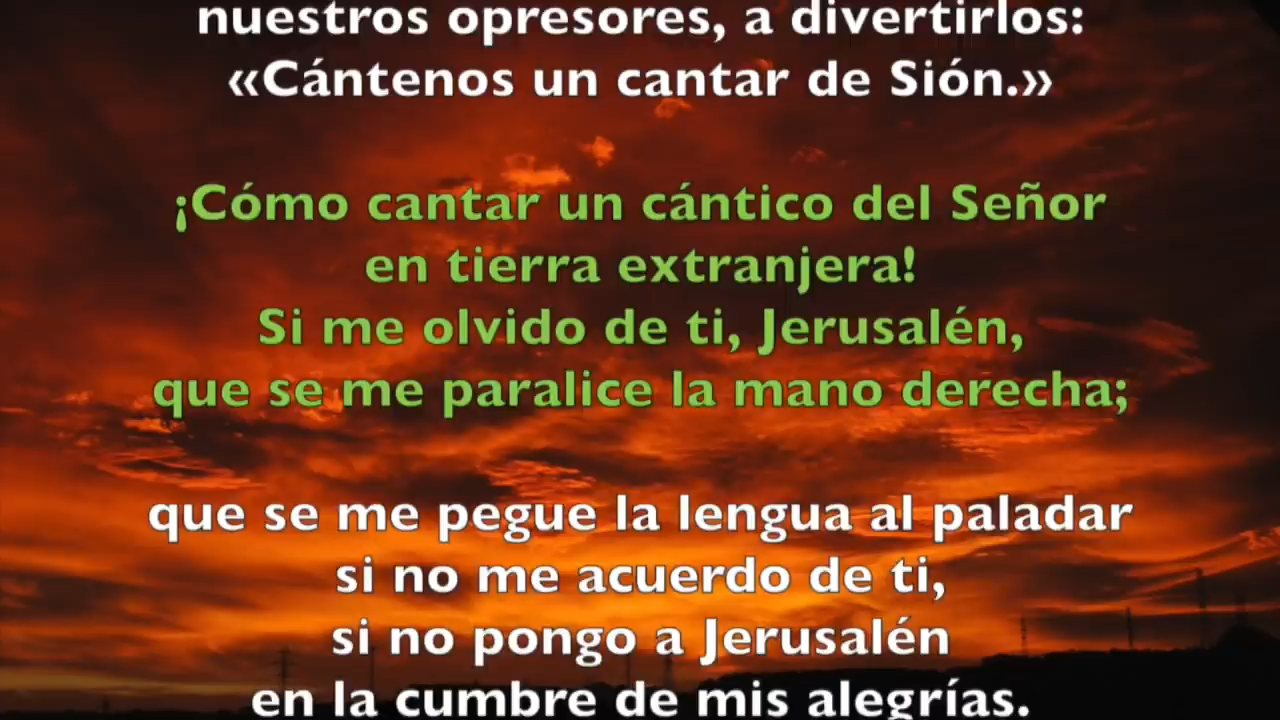 nuestros opresores, a divertirlos:
«Cántenos un cantar de Sión.»
¡Cómo cantar un cántico del Señor
en tierra extranjera!
Si me olvido de ti, Jerusalén,
que se me paralice la mano derecha;
que se me pegue la lengua al paladar
si no me acuerdo de ti,
si no pongo a Jerusalén
en la cumbre de mis alegrías.